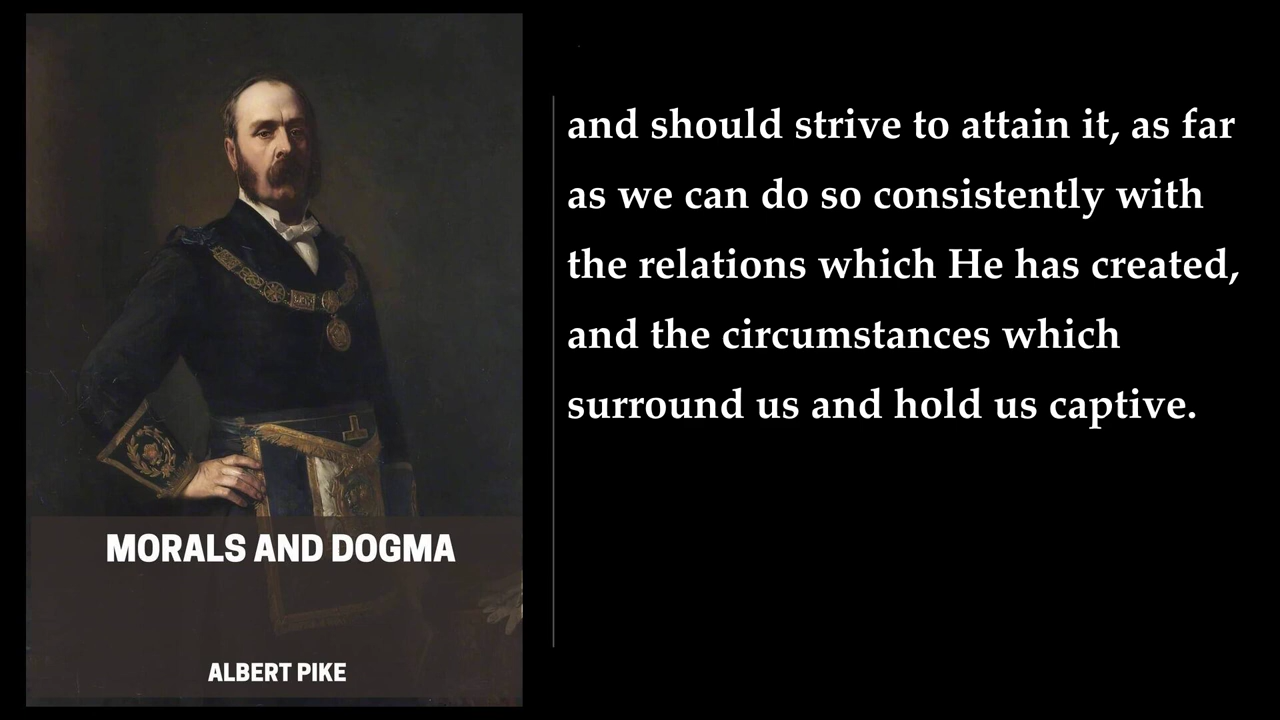 MORALS AND DOGMA
ALBERT PIKE
and should strive to attain it, as far
as we can do so consistently with
the relations which He has created,
and the circumstances which
surround us and hold us captive.